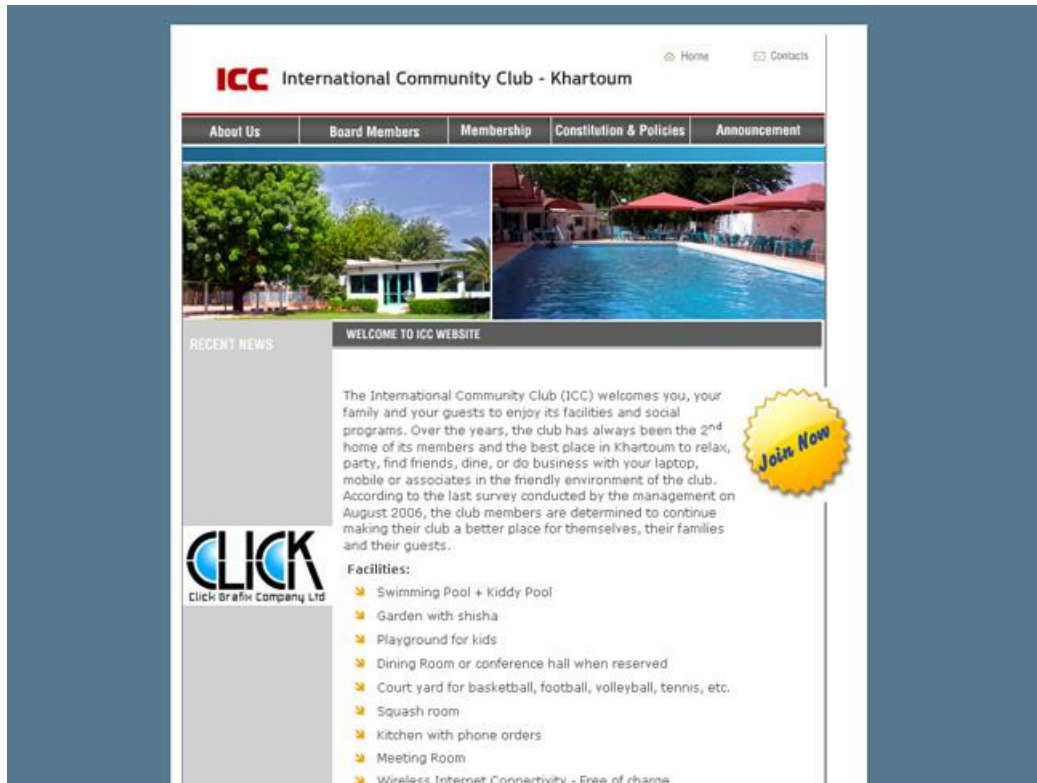 Home
Contacts
ICC International Community Club - Khartoum
About Us
Board Members
Membership
Constitution & Policies
Announcement
RECENT NEWS
WELCOME TO ICC WEBSITE
The International Community Club (ICC) welcomes you, your
family and your guests to enjoy its facilities and social
programs. Over the years, the club has always been the 2nd
home of its members and the best place in Khartoum to relax,
party, find friends, dine, or do business with your laptop,
mobile or associates in the friendly environment of the club.
According to the last survey conducted by the management on
August 2006, the club members are determined to continue
making their club a better place for themselves, their families
and their guests.
Join Now
CLICK
Click Grafix Company Ltd
Facilities:
Swimming Pool + Kiddy Pool
Garden with shisha
Playground for kids
Dining Room or conference hall when reserved
Court yard for basketball, football, volleyball, tennis, etc.
Squash room
Kitchen with phone orders
Meeting Room
Wireless Internet Connectivity - Free of charge